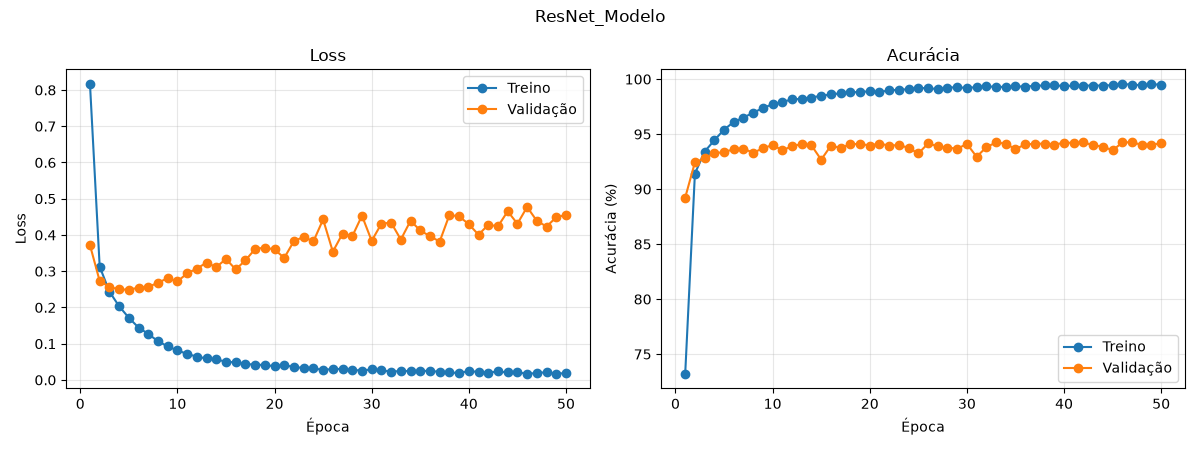 ResNet_Modelo
Loss
Treino
Validação
0.8
0.7
0.6
0.5
0.4
0.3
0.2
0.1
0.0
Loss
0 10 20 30 40 50
Época
Acurácia
100
95
90
85
80
75
Acurácia (%)
Treino
Validação
0 10 20 30 40 50
Época